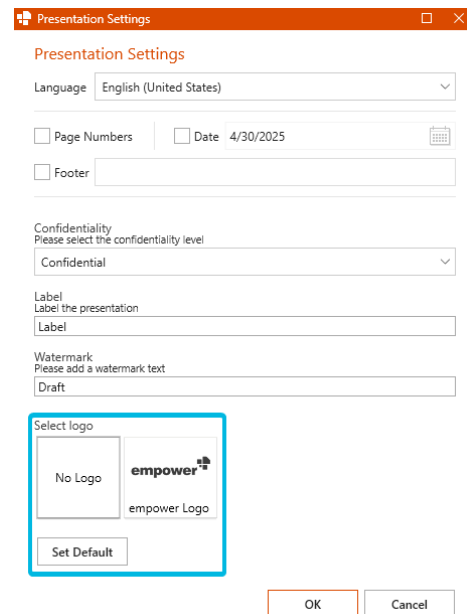 Presentation Settings
Presentation Settings
Language English (United States)
Page Numbers Date 4/30/2025
Footer
Confidentiality
Please select the confidentiality level
Confidential
Label
Label the presentation
Label
Watermark
Please add a watermark text
Draft
Select logo
No Logo
empower
empower Logo
Set Default
OK Cancel